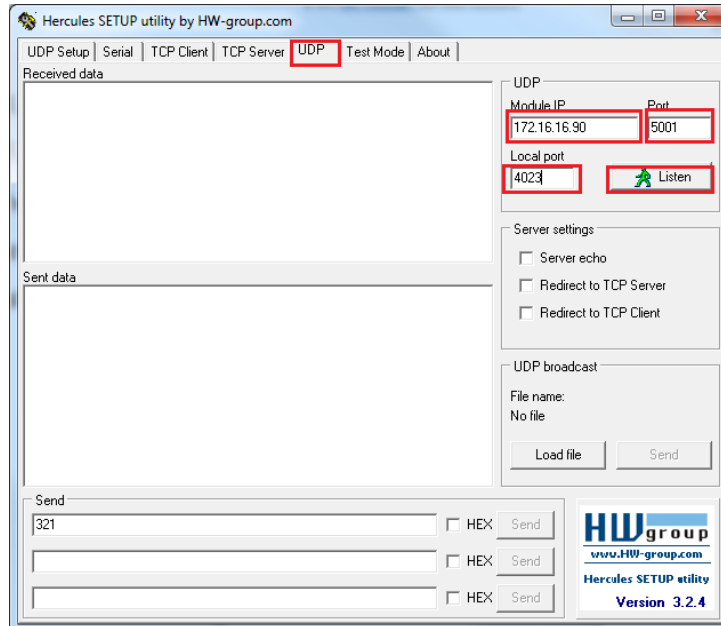 Hercules SETUP utility by HW-group.com
UDP Setup Serial TCP Client TCP Server UDP Test Mode About
Received data
UDP
Module IP Port
172.16.16.90 5001
Local port
4023 Listen
Server settings
Server echo
Redirect to TCP Server
Redirect to TCP Client
Sent data
UDP broadcast
File name:
No file
Load file Send
Send
321 HEX Send
HEX Send
HEX Send
HW group
www.HW-group.com
Hercules SETUP utility
Version 3.2.4